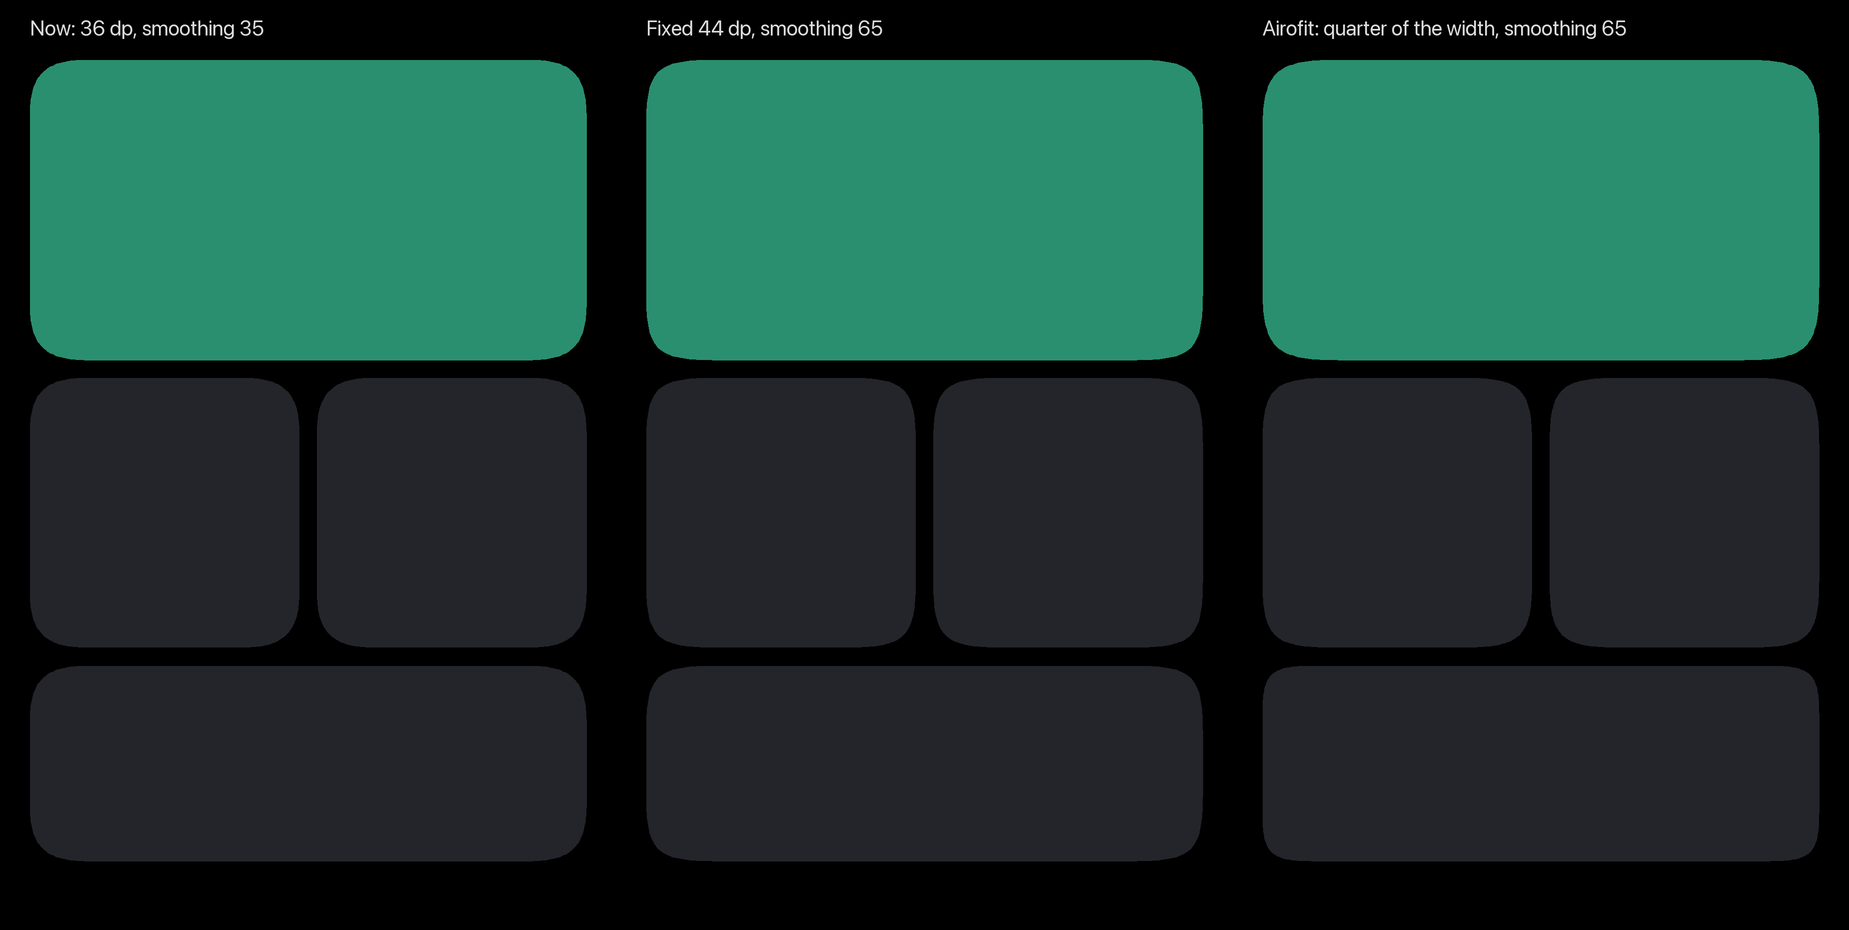 Now: 36 dp, smoothing 35
Fixed 44 dp, smoothing 65
Airofit: quarter of the width, smoothing 65